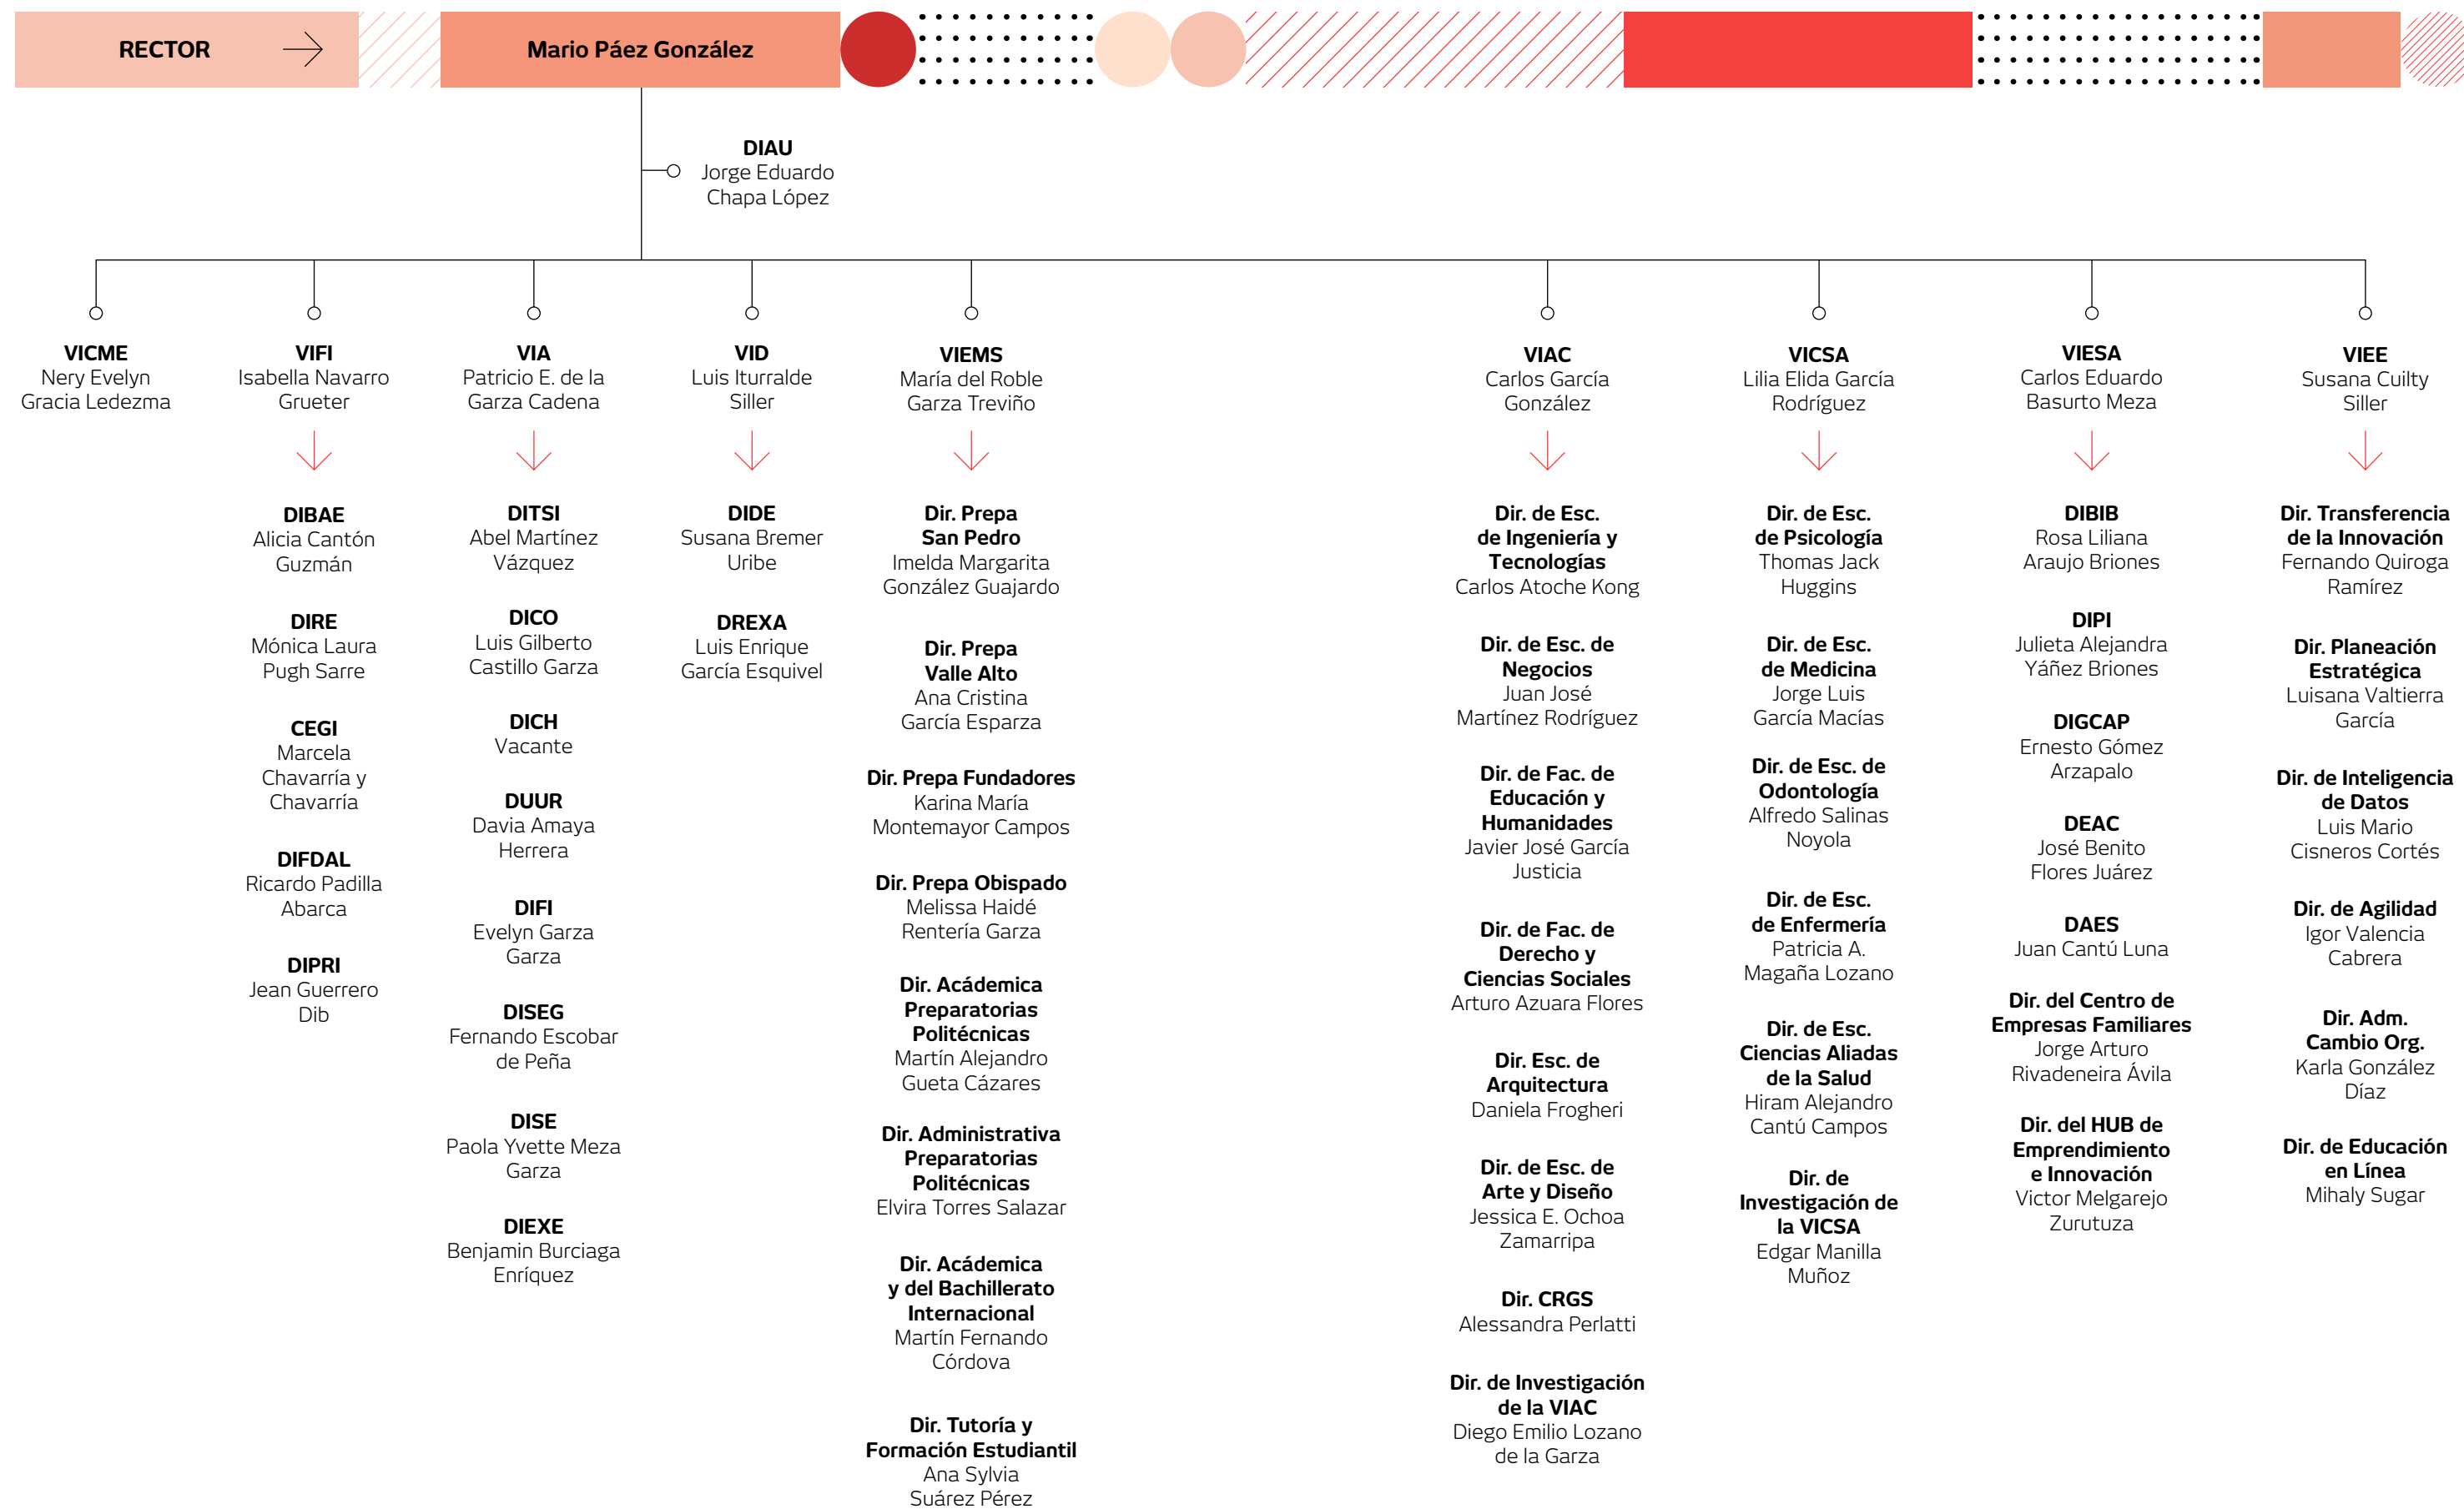 RECTOR
Mario Páez González
DIAU
Jorge Eduardo
Chapa López
VICME
Nery Evelyn
Gracia Ledezma
VIFI
Isabella Navarro
Grueter
DIBAE
Alicia Cantón
Guzmán
DIRE
Mónica Laura
Pugh Sarre
CEGI
Marcela
Chavarría y
Chavarría
DIFDAL
Ricardo Padilla
Abarca
DIPRI
Jean Guerrero
Dib
VIA
Patricio E. de la
Garza Cadena
DITSI
Abel Martínez
Vázquez
DICO
Luis Gilberto
Castillo Garza
DICH
Vacante
DUUR
Davia Amaya
Herrera
DIFI
Evelyn Garza
Garza
DISEG
Fernando Escobar
de Peña
DISE
Paola Yvette Meza
Garza
DIEXE
Benjamin Burciaga
Enríquez
VID
Luis Iturralde
Siller
DIDE
Susana Bremer
Uribe
DREXA
Luis Enrique
García Esquivel
VIEMS
María del Roble
Garza Treviño
Dir. Prepa
San Pedro
Imelda Margarita
González Guajardo
Dir. Prepa
Valle Alto
Ana Cristina
García Esparza
Dir. Prepa Fundadores
Karina María
Montemayor Campos
Dir. Prepa Obispado
Melissa Haidé
Rentería Garza
Dir. Académica
Preparatorias
Politécnicas
Martín Alejandro
Gueta Cázares
Dir. Administrativa
Preparatorias
Politécnicas
Elvira Torres Salazar
Dir. Académica
y del Bachillerato
Internacional
Martín Fernando
Córdova
Dir. Tutoría y
Formación Estudiantil
Ana Sylvia
Suárez Pérez
VIAC
Carlos García
González
Dir. de Esc.
de Ingeniería y
Tecnologías
Carlos Atoche Kong
Dir. de Esc. de
Negocios
Juan José
Martínez Rodríguez
Dir. de Fac. de
Educación y
Humanidades
Javier José García
Justicia
Dir. de Fac. de
Derecho y
Ciencias Sociales
Arturo Azuara Flores
Dir. Esc. de
Arquitectura
Daniela Frogheri
Dir. de Esc. de
Arte y Diseño
Jessica E. Ochoa
Zamarripa
Dir. CRGS
Alessandra Perlatti
Dir. de Investigación
de la VIAC
Diego Emilio Lozano
de la Garza
VICSA
Lilia Elida García
Rodríguez
Dir. de Esc.
de Psicología
Thomas Jack
Huggins
Dir. de Esc.
de Medicina
Jorge Luis
García Macías
Dir. de Esc. de
Odontología
Alfredo Salinas
Noyola
Dir. de Esc.
de Enfermería
Patricia A.
Magaña Lozano
Dir. de Esc.
Ciencias Aliadas
de la Salud
Hiram Alejandro
Cantú Campos
Dir. de
Investigación de
la VICSA
Edgar Manilla
Muñoz
VIESA
Carlos Eduardo
Basurto Meza
DIBIB
Rosa Liliana
Araujo Briones
DIPI
Julieta Alejandra
Yáñez Briones
DIGCAP
Ernesto Gómez
Arzapalo
DEAC
José Benito
Flores Juárez
DAES
Juan Cantú Luna
Dir. del Centro de
Empresas Familiares
Jorge Arturo
Rivadeneira Ávila
Dir. del HUB de
Emprendimiento
e Innovación
Victor Melgarejo
Zurutuza
VIEE
Susana Cuilty
Siller
Dir. Transferencia
de la Innovación
Fernando Quiroga
Ramírez
Dir. Planeación
Estratégica
Luisana Valtierra
García
Dir. de Inteligencia
de Datos
Luis Mario
Cisneros Cortés
Dir. de Agilidad
Igor Valencia
Cabrera
Dir. Adm.
Cambio Org.
Karla González
Díaz
Dir. de Educación
en Línea
Mihaly Sugar